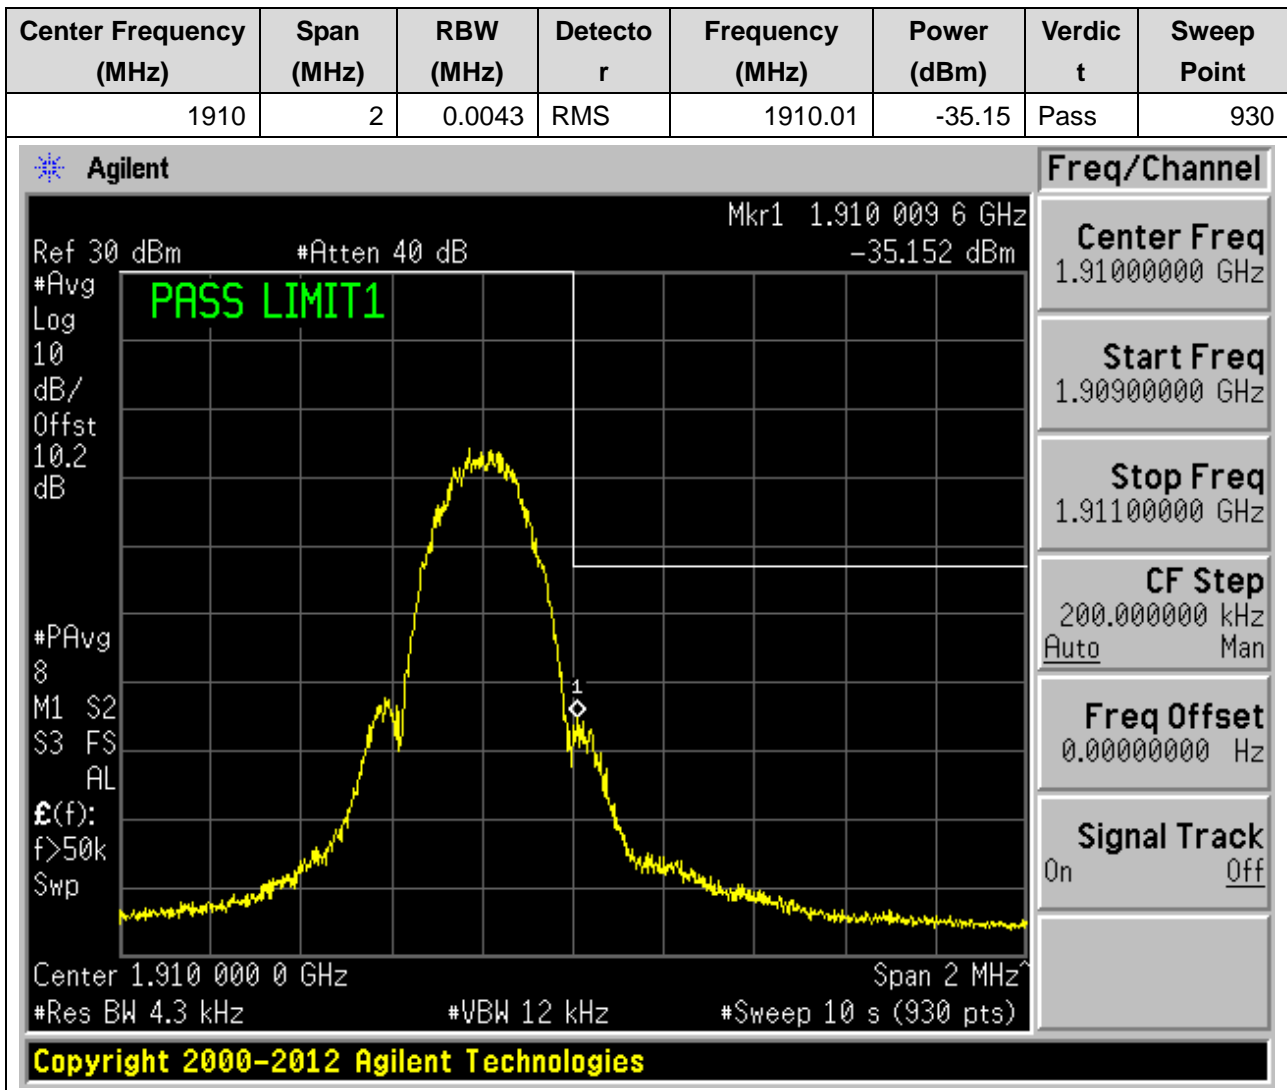 Center Frequency (MHz) Span (MHz) RBW (MHz) Detector Frequency (MHz) Power (dBm) Verdict Sweep Point
1910 2 0.0043 RMS 1910.01 -35.15 Pass 930
Agilent
Freq/Channel
Mkr1 1.910 009 6 GHz
Ref 30 dBm #Atten 40 dB -35.152 dBm
#Avg
Log
10
dB/
Offst
10.2
dB
PASS LIMIT1
#PAvg
8
M1 S2
S3 FS
AL
£(f):
f>50k
Swp
1
Center 1.910 000 0 GHz Span 2 MHz^
#Res BW 4.3 kHz #VBW 12 kHz #Sweep 10 s (930 pts)
Center Freq
1.91000000 GHz
Start Freq
1.90900000 GHz
Stop Freq
1.91100000 GHz
CF Step
200.000000 kHz
Auto Man
Freq Offset
0.00000000 Hz
Signal Track
On Off
Copyright 2000-2012 Agilent Technologies